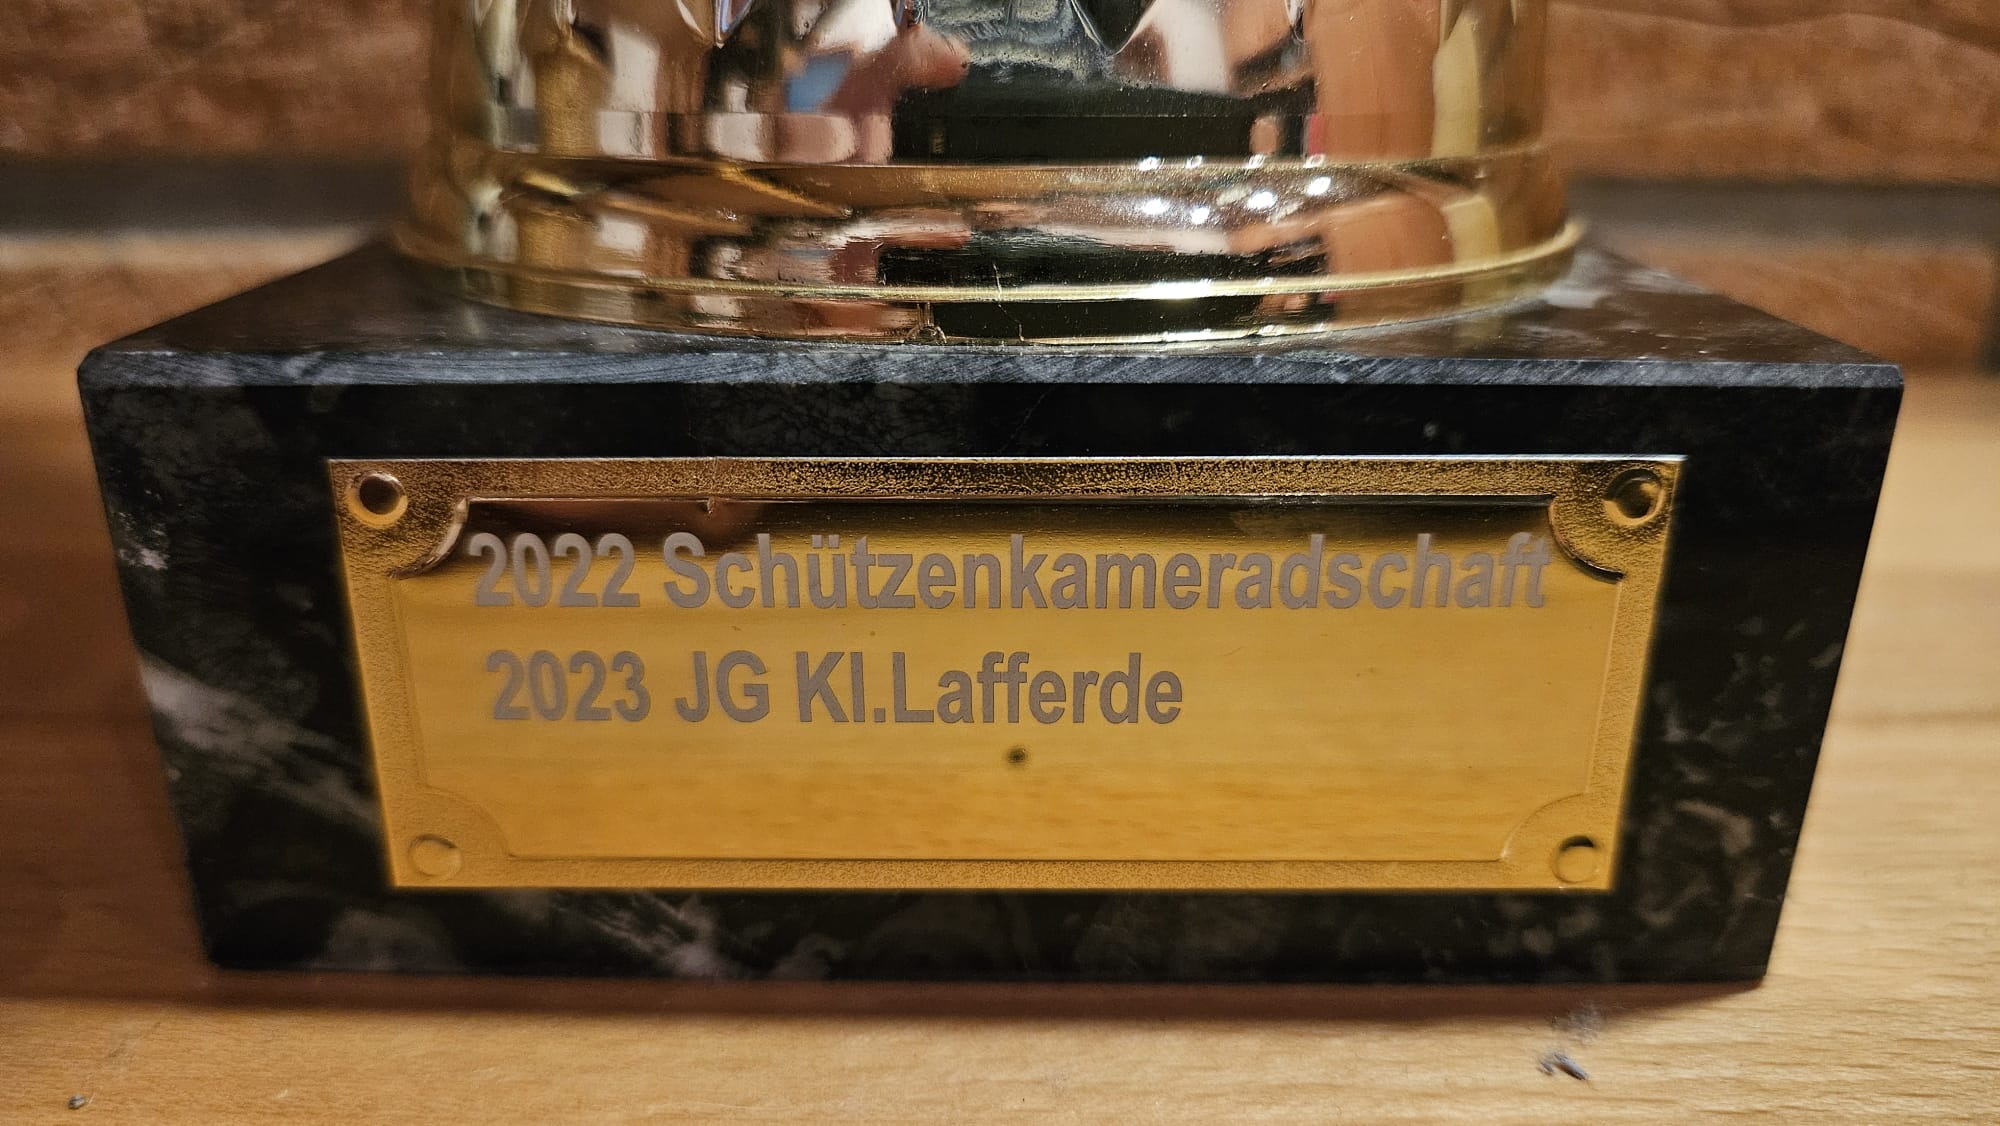 2022 Schützenkameradschaft
2023 JG Kl.Lafferde